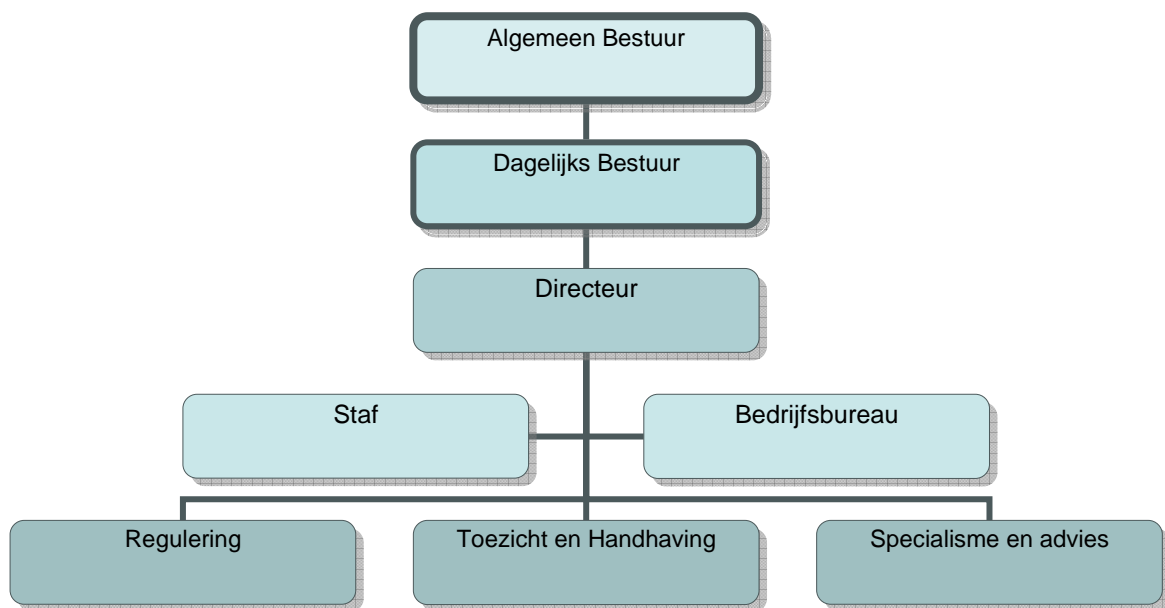 Algemeen Bestuur
Dagelijks Bestuur
Directeur
Staf
Bedrijfsbureau
Regulering
Toezicht en Handhaving
Specialisme en advies